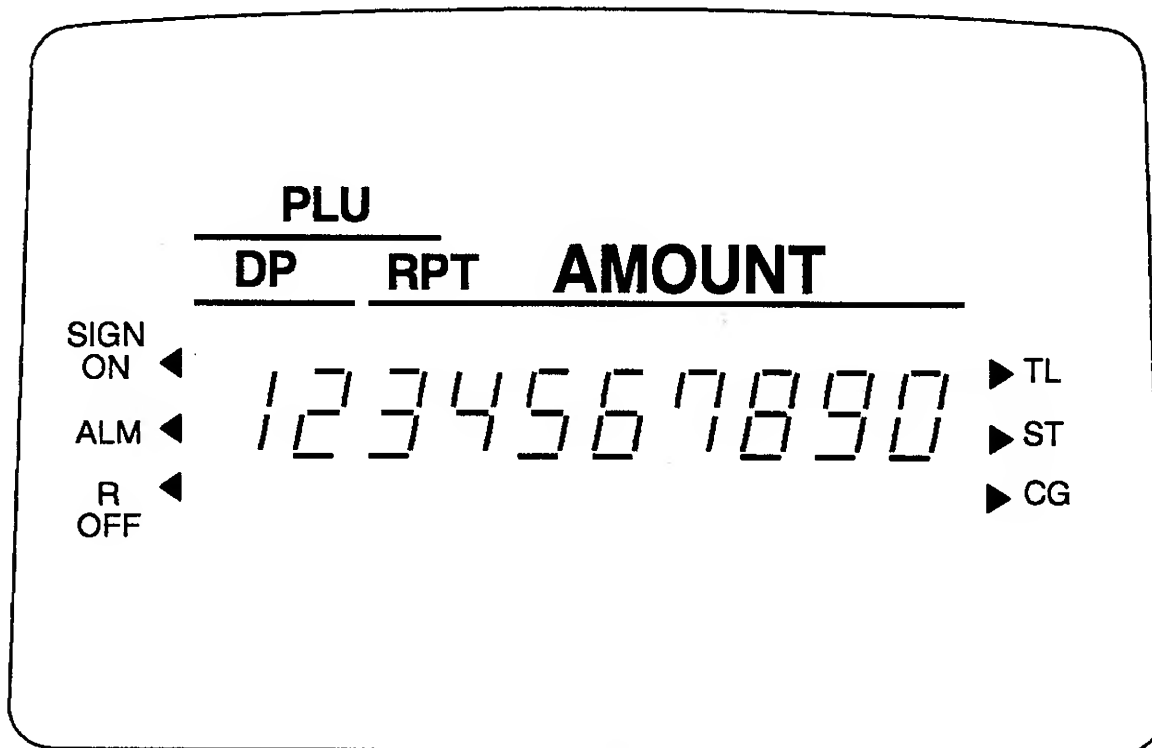 PLU
DP RPT AMOUNT
SIGN
ON ◀ 1234567890 ▶ TL
ALM ◀ ▶ ST
R
OFF ◀ ▶ CG